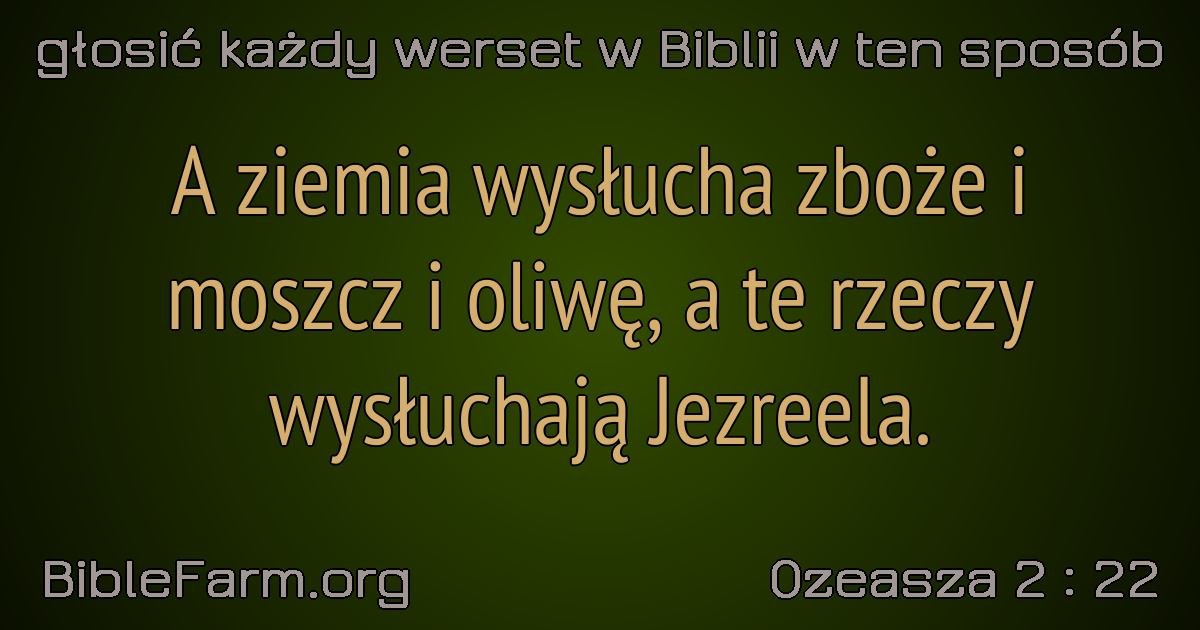 głosić każdy werset w Biblii w ten sposób
A ziemia wysłucha zboże i
moszcz i oliwę, a te rzeczy
wysłuchają Jezreela.
BibleFarm.org
Ozeasza 2 : 22